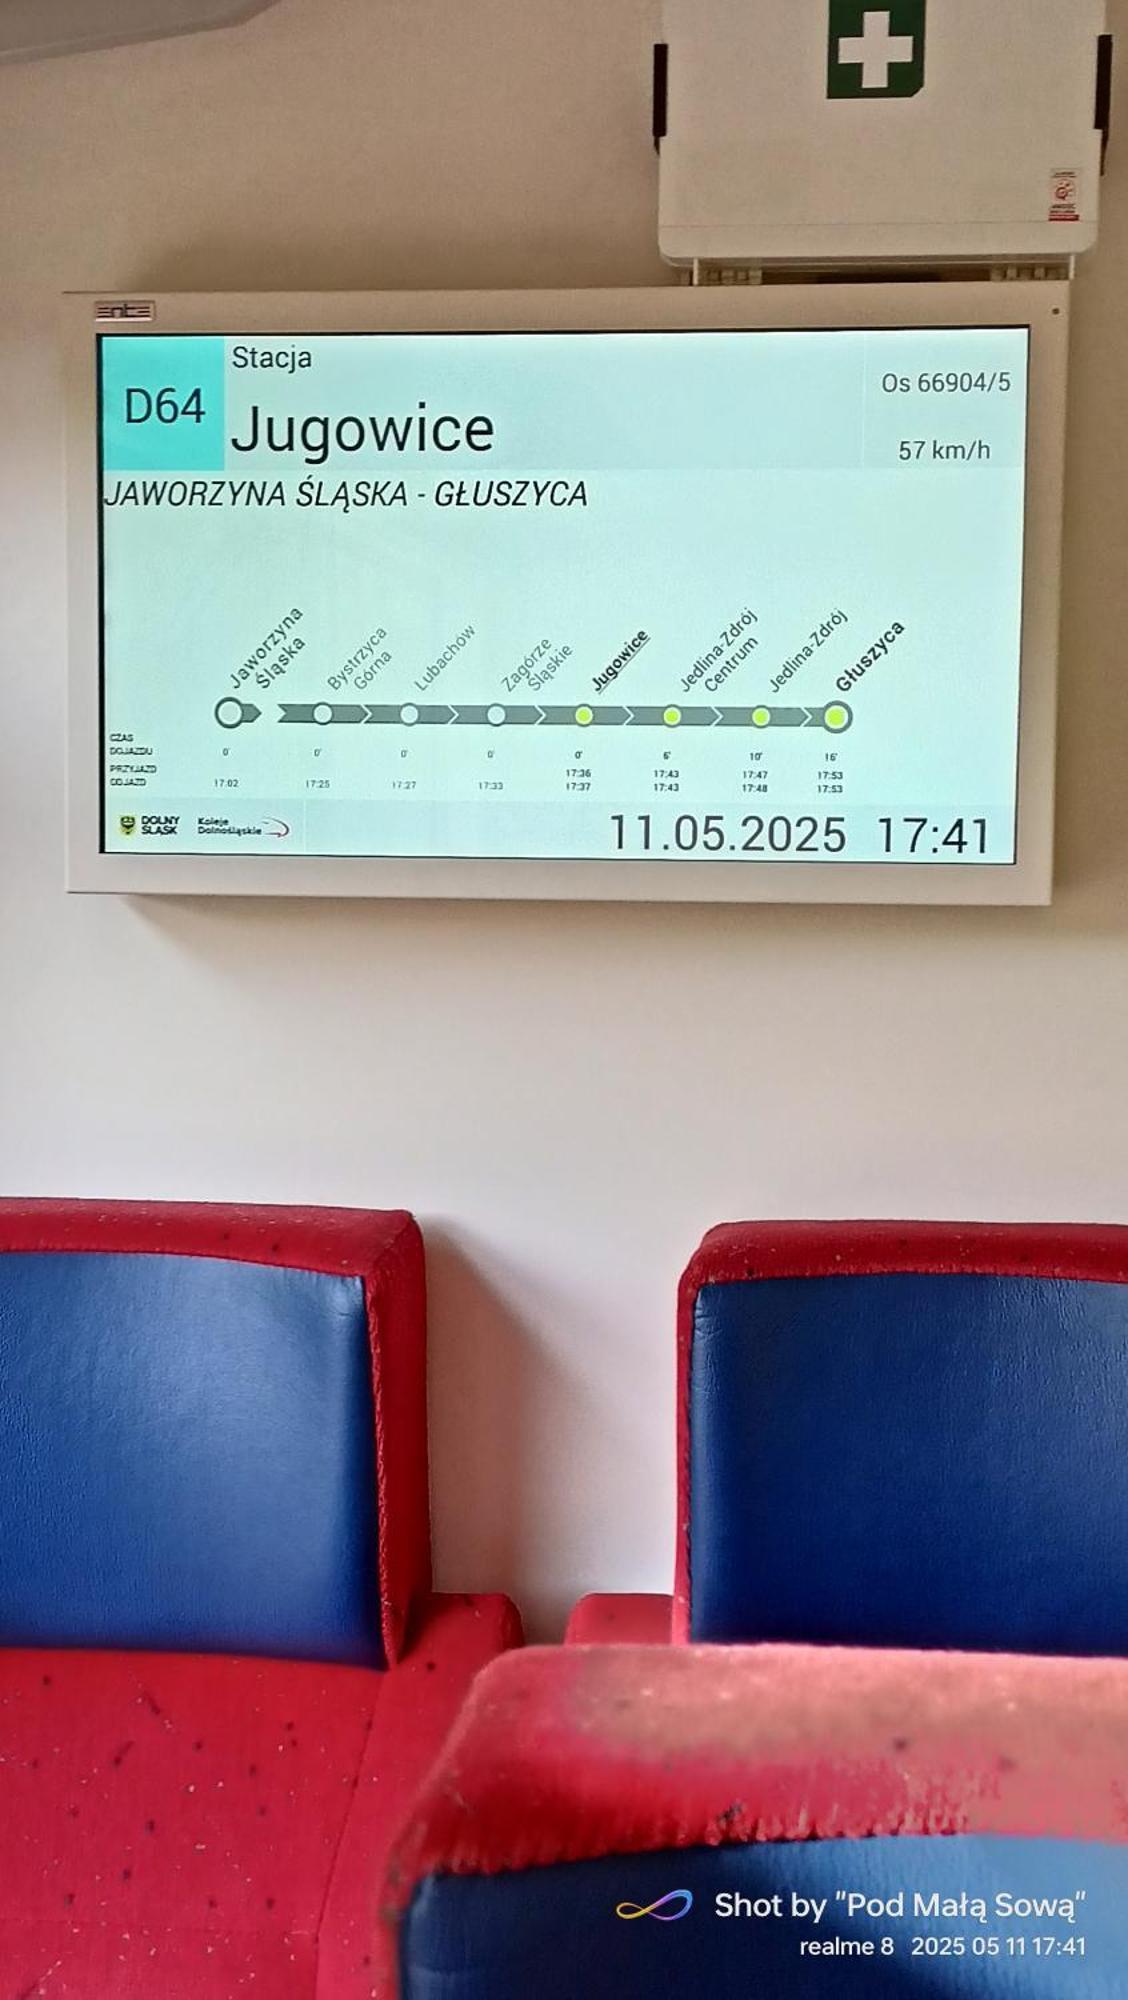 ente
Stacja
D64
Jugowice
Os 66904/5
57 km/h
JAWORZYNA ŚLĄSKA - GŁUSZYCA
Jaworzyna
Śląska
Bystrzyca
Górna
Lubachów
Zagórze
Śląskie
Jugowice
Jedlina-Zdrój
Centrum
Jedlina-Zdrój
Głuszyca
CZAS
DOJAZDU
0' 0' 0' 0' 0' 6' 10' 16'
PRZYJAZD
17:36 17:43 17:47 17:53
ODJAZD
17:02 17:25 17:27 17:33 17:37 17:43 17:48 17:53
DOLNY
ŚLĄSK
Koleje
Dolnośląskie
11.05.2025 17:41
Shot by "Pod Małą Sową"
realme 8 2025 05 11 17:41